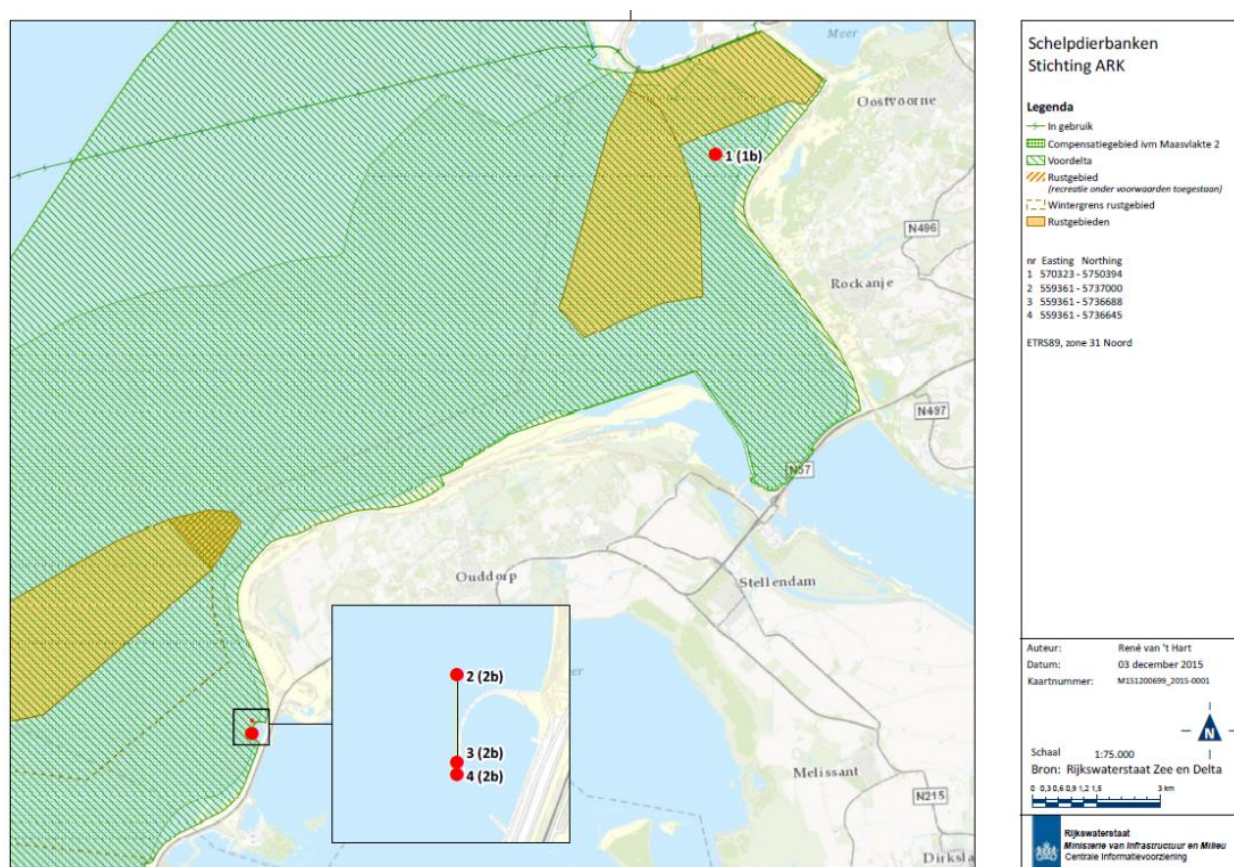 Meer
Oostvoorne
1 (1b)
N496
Rockanje
N497
N57
Ouddorp
Stellendam
2 (2b)
3 (2b)
4 (2b)
Melissant
N215
Dirksla
Schelpdierbanken
Stichting ARK
Legenda
In gebruik
Compensatiegebied ivm Maasvlakte 2
Voordelta
Rustgebied
(recreatie onder voorwaarden toegestaan)
Wintergrens rustgebied
Rustgebieden
nr Easting Northing
1 570323 - 5750394
2 559361 - 5737000
3 559361 - 5736688
4 559361 - 5736645
ETRS89, zone 31 Noord
Auteur: René van 't Hart
Datum: 03 december 2015
Kaartnummer: M151200699_2015-0001
N
Schaal 1:75.000
Bron: Rijkswaterstaat Zee en Delta
0 0,3 0,6 0,9 1,2 1,5 3 km
Rijkswaterstaat
Ministerie van Infrastructuur en Milieu
Centrale Informatievoorziening